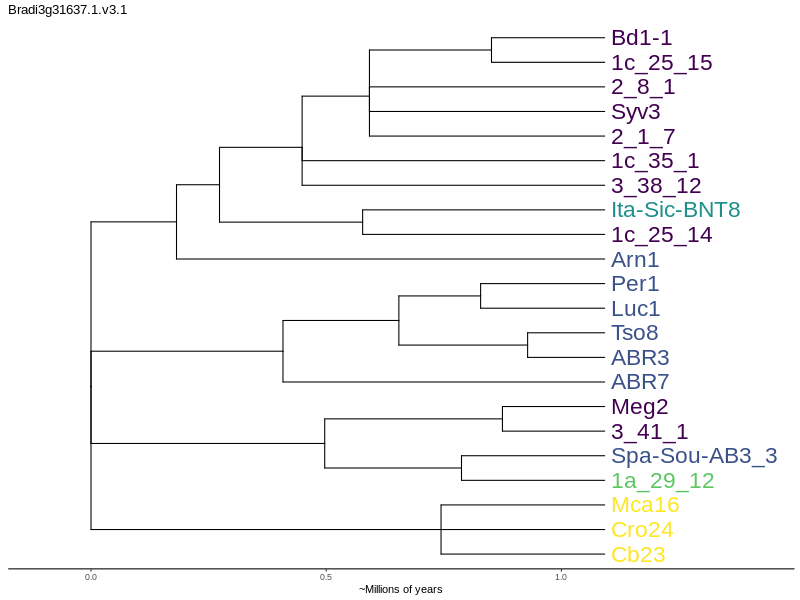 Bradi3g31637.1.v3.1
Bd1-1
1c_25_15
2_8_1
Syv3
2_1_7
1c_35_1
3_38_12
Ita-Sic-BNT8
1c_25_14
Arn1
Per1
Luc1
Tso8
ABR3
ABR7
Meg2
3_41_1
Spa-Sou-AB3_3
1a_29_12
Mca16
Cro24
Cb23
0.0 0.5 1.0
~Millions of years